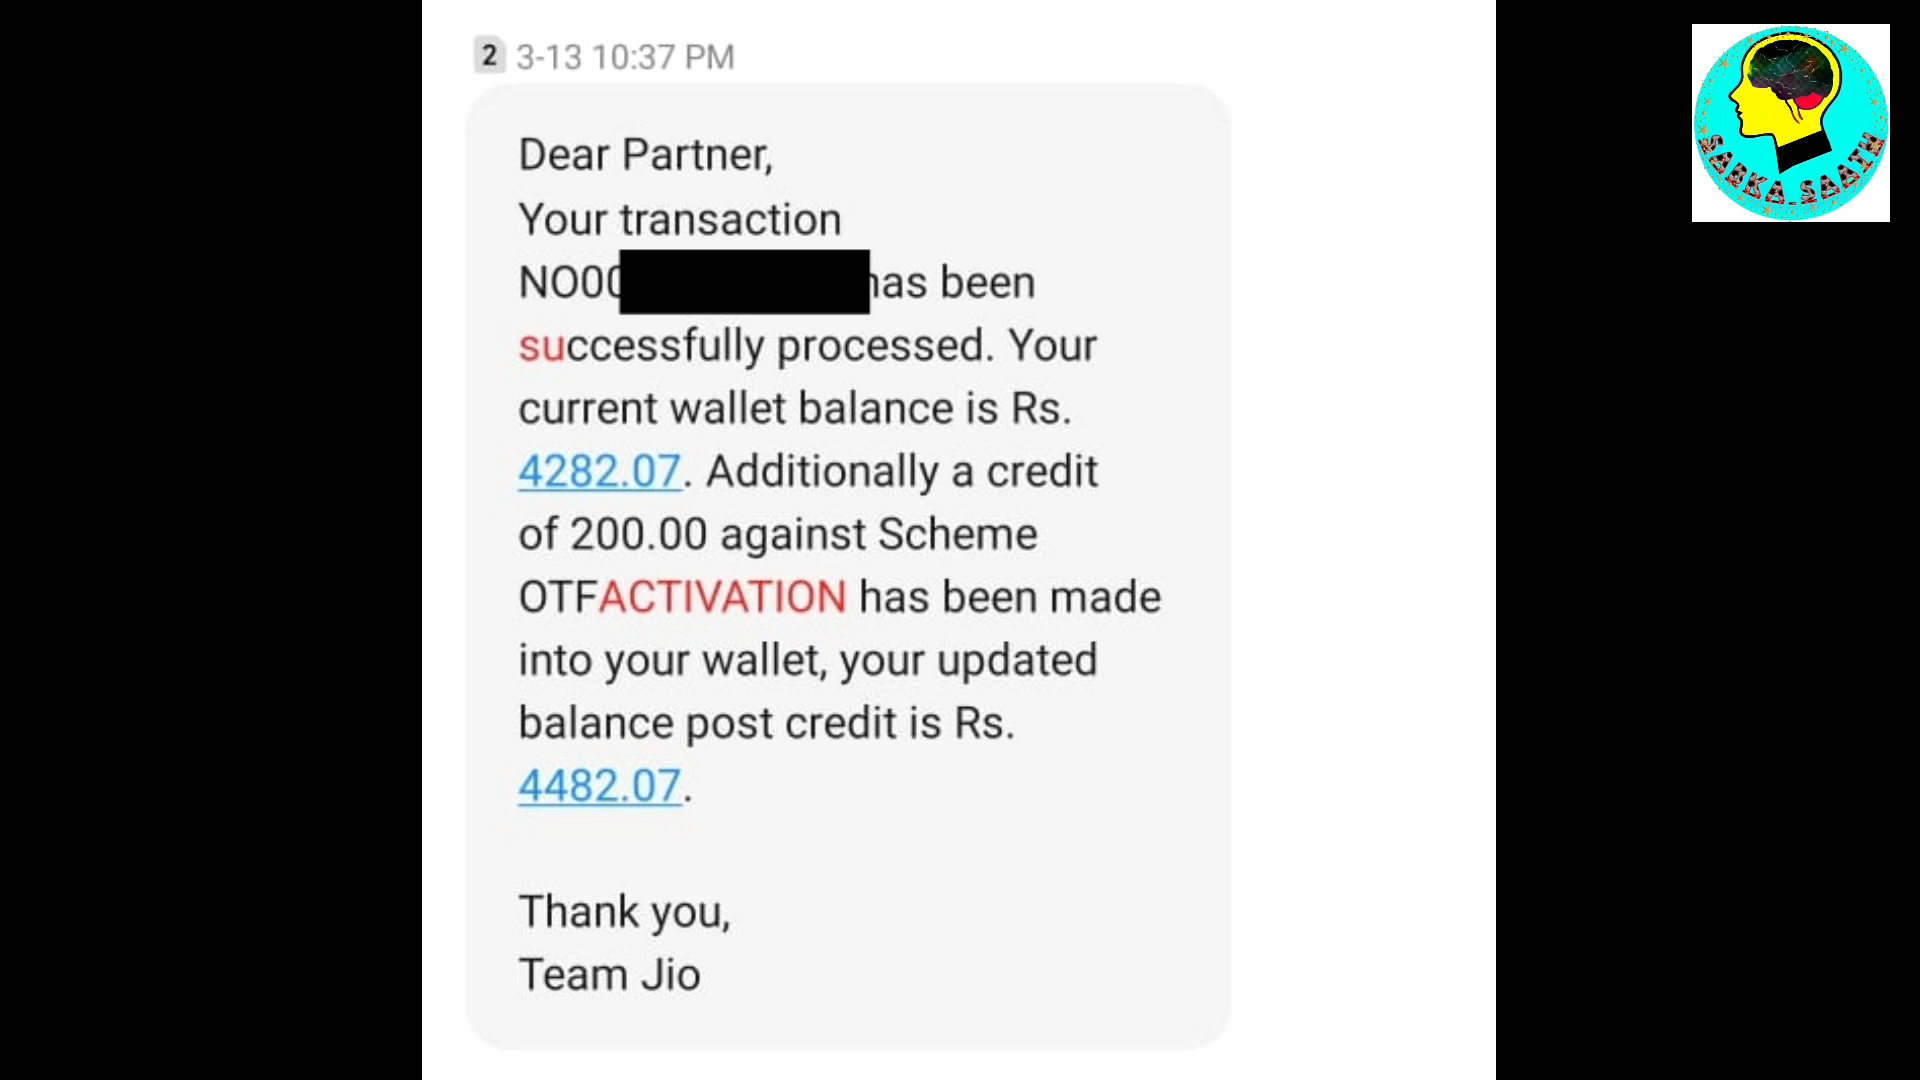 2 3-13 10:37 PM
Dear Partner,
Your transaction
NO00 has been
successfully processed. Your
current wallet balance is Rs.
4282.07. Additionally a credit
of 200.00 against Scheme
OTFACTIVATION has been made
into your wallet, your updated
balance post credit is Rs.
4482.07.
Thank you,
Team Jio
SABKA SAATH